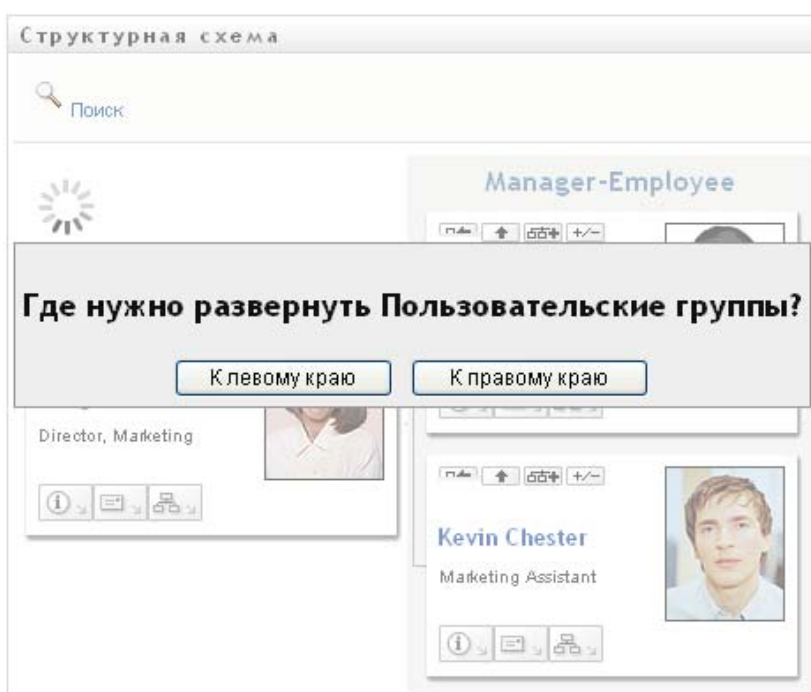 Структурная схема
Поиск
Manager-Employee
+/-
Где нужно развернуть Пользовательские группы?
К левому краю
К правому краю
Director, Marketing
+/-
Kevin Chester
Marketing Assistant